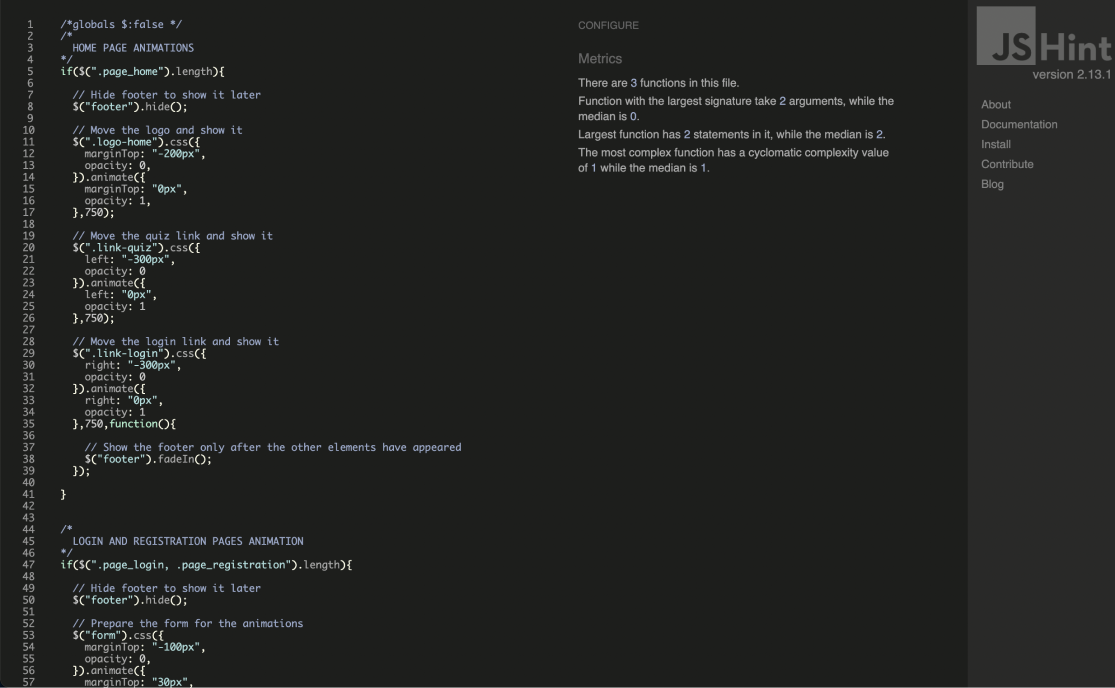 1 /*globals $:false */
2 /*
3 HOME PAGE ANIMATIONS
4 */
5 if($(".page_home").length){
6
7 // Hide footer to show it later
8 $("footer").hide();
9
10 // Move the logo and show it
11 $(".logo-home").css({
12 marginTop: "-200px",
13 opacity: 0,
14 }).animate({
15 marginTop: "0px",
16 opacity: 1,
17 },750);
18
19 // Move the quiz link and show it
20 $(".link-quiz").css({
21 left: "-300px",
22 opacity: 0
23 }).animate({
24 left: "0px",
25 opacity: 1
26 },750);
27
28 // Move the login link and show it
29 $(".link-login").css({
30 right: "-300px",
31 opacity: 0
32 }).animate({
33 right: "0px",
34 opacity: 1
35 },750,function(){
36
37 // Show the footer only after the other elements have appeared
38 $("footer").fadeIn();
39 });
40
41 }
42
43
44 /*
45 LOGIN AND REGISTRATION PAGES ANIMATION
46 */
47 if($(".page_login, .page_registration").length){
48
49 // Hide footer to show it later
50 $("footer").hide();
51
52 // Prepare the form for the animations
53 $("form").css({
54 marginTop: "-100px",
55 opacity: 0,
56 }).animate({
57 marginTop: "30px",
CONFIGURE
Metrics
There are 3 functions in this file.
Function with the largest signature take 2 arguments, while the
median is 0.
Largest function has 2 statements in it, while the median is 2.
The most complex function has a cyclomatic complexity value
of 1 while the median is 1.
JSHint
version 2.13.1
About
Documentation
Install
Contribute
Blog